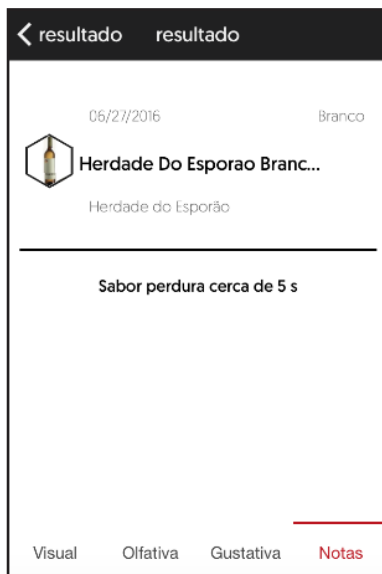 resultado resultado
06/27/2016 Branco
Herdade Do Esporao Branc...
Herdade do Esporão
Sabor perdura cerca de 5 s
Visual Olfativa Gustativa Notas